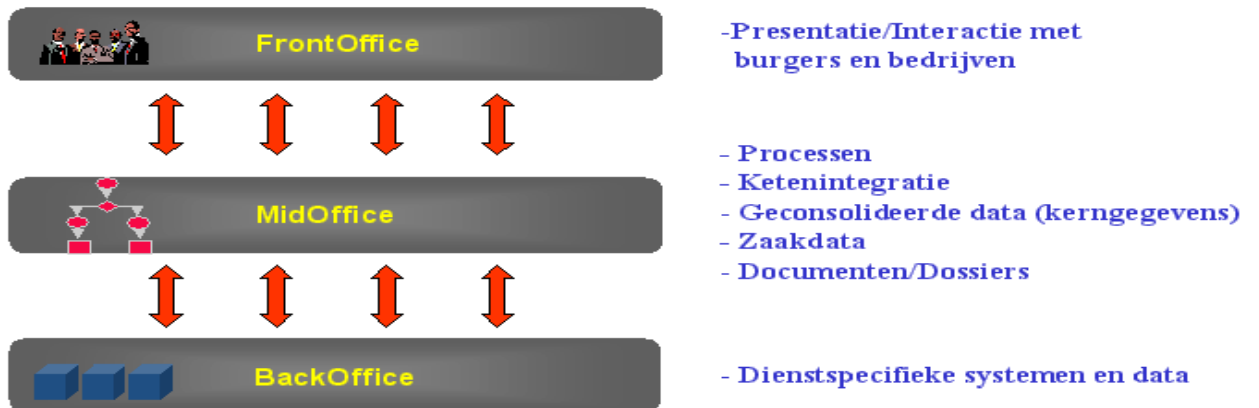 FrontOffice
-Presentatie/Interactie met
burgers en bedrijven
MidOffice
- Processen
- Ketenintegratie
- Geconsolideerde data (kerngegevens)
- Zaakdata
- Documenten/Dossiers
BackOffice
- Dienstspecifieke systemen en data